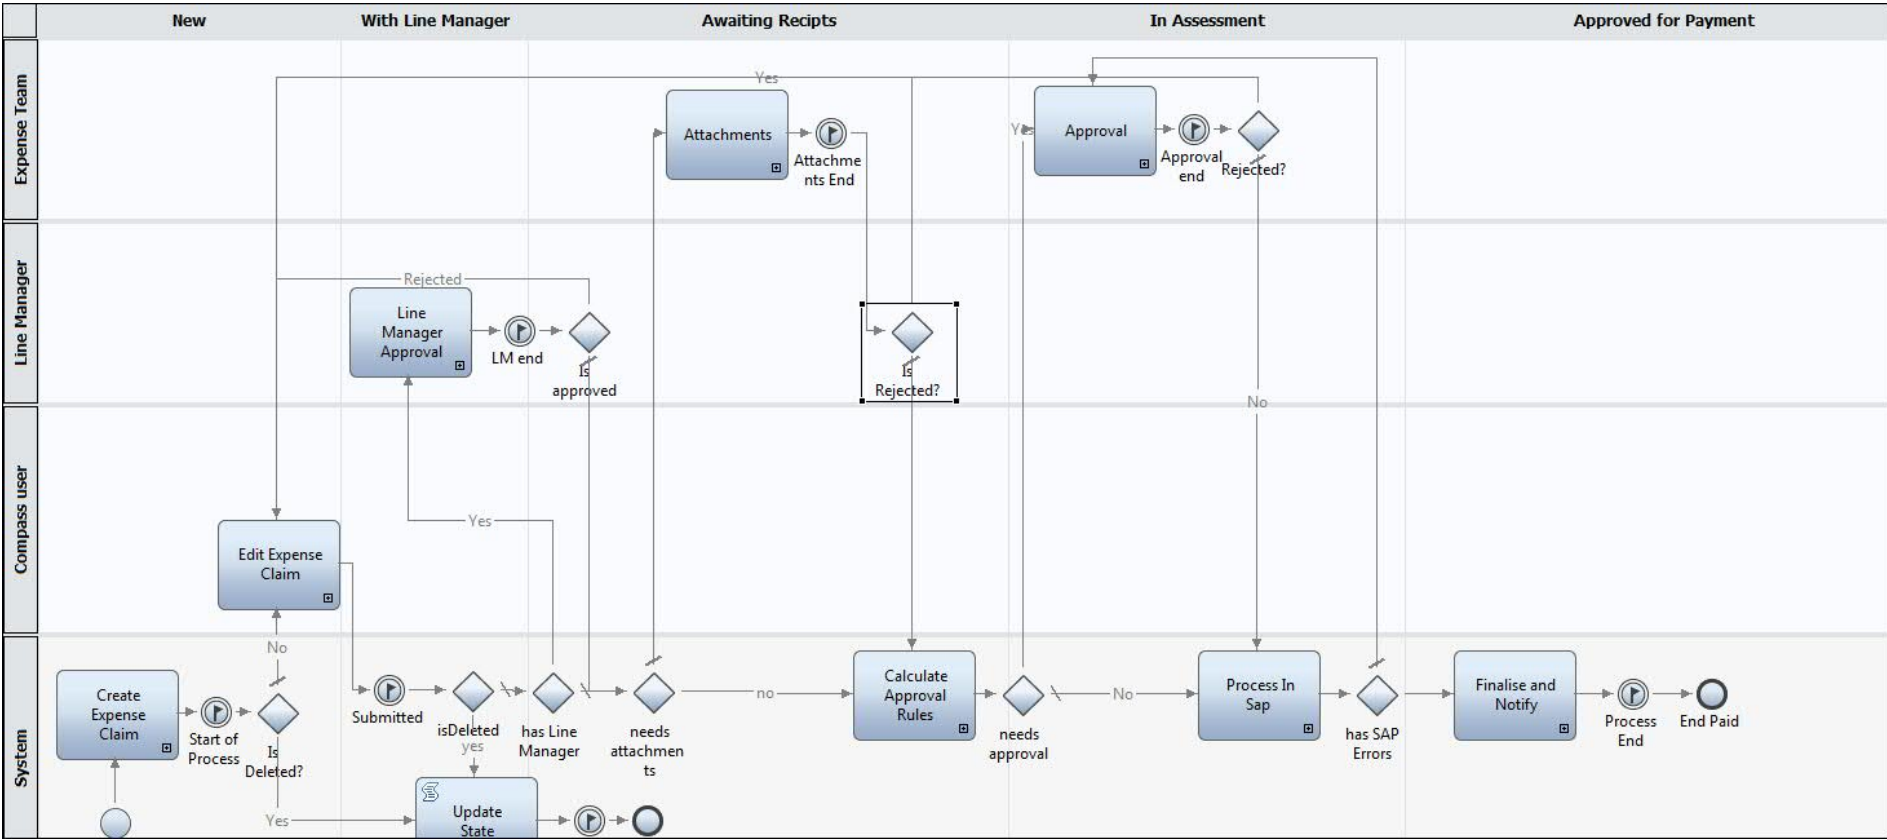 New
With Line Manager
Awaiting Recipts
In Assessment
Approved for Payment
Expense Team
Yes
Attachments
Attachme
nts End
Yes
Approval
Approval
end
Rejected?
Line Manager
Rejected
Line
Manager
Approval
LM end
Is
approved
Is
Rejected?
No
Compass user
Yes
Edit Expense
Claim
No
System
Create
Expense
Claim
Start of
Process
Is
Deleted?
Yes
Submitted
isDeleted
yes
has Line
Manager
needs
attachmen
ts
no
Calculate
Approval
Rules
needs
approval
No
Process In
Sap
has SAP
Errors
Finalise and
Notify
Process
End
End Paid
Update
State